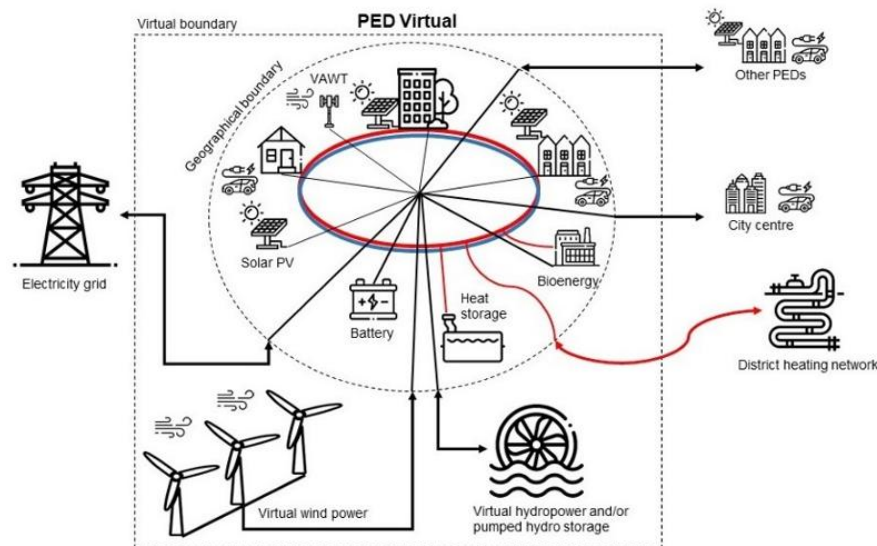 PED Virtual
Virtual boundary
Geographical boundary
VAWT
Other PEDs
Electricity grid
Solar PV
Battery
Heat
storage
Bioenergy
City centre
District heating network
Virtual wind power
Virtual hydropower and/or
pumped hydro storage